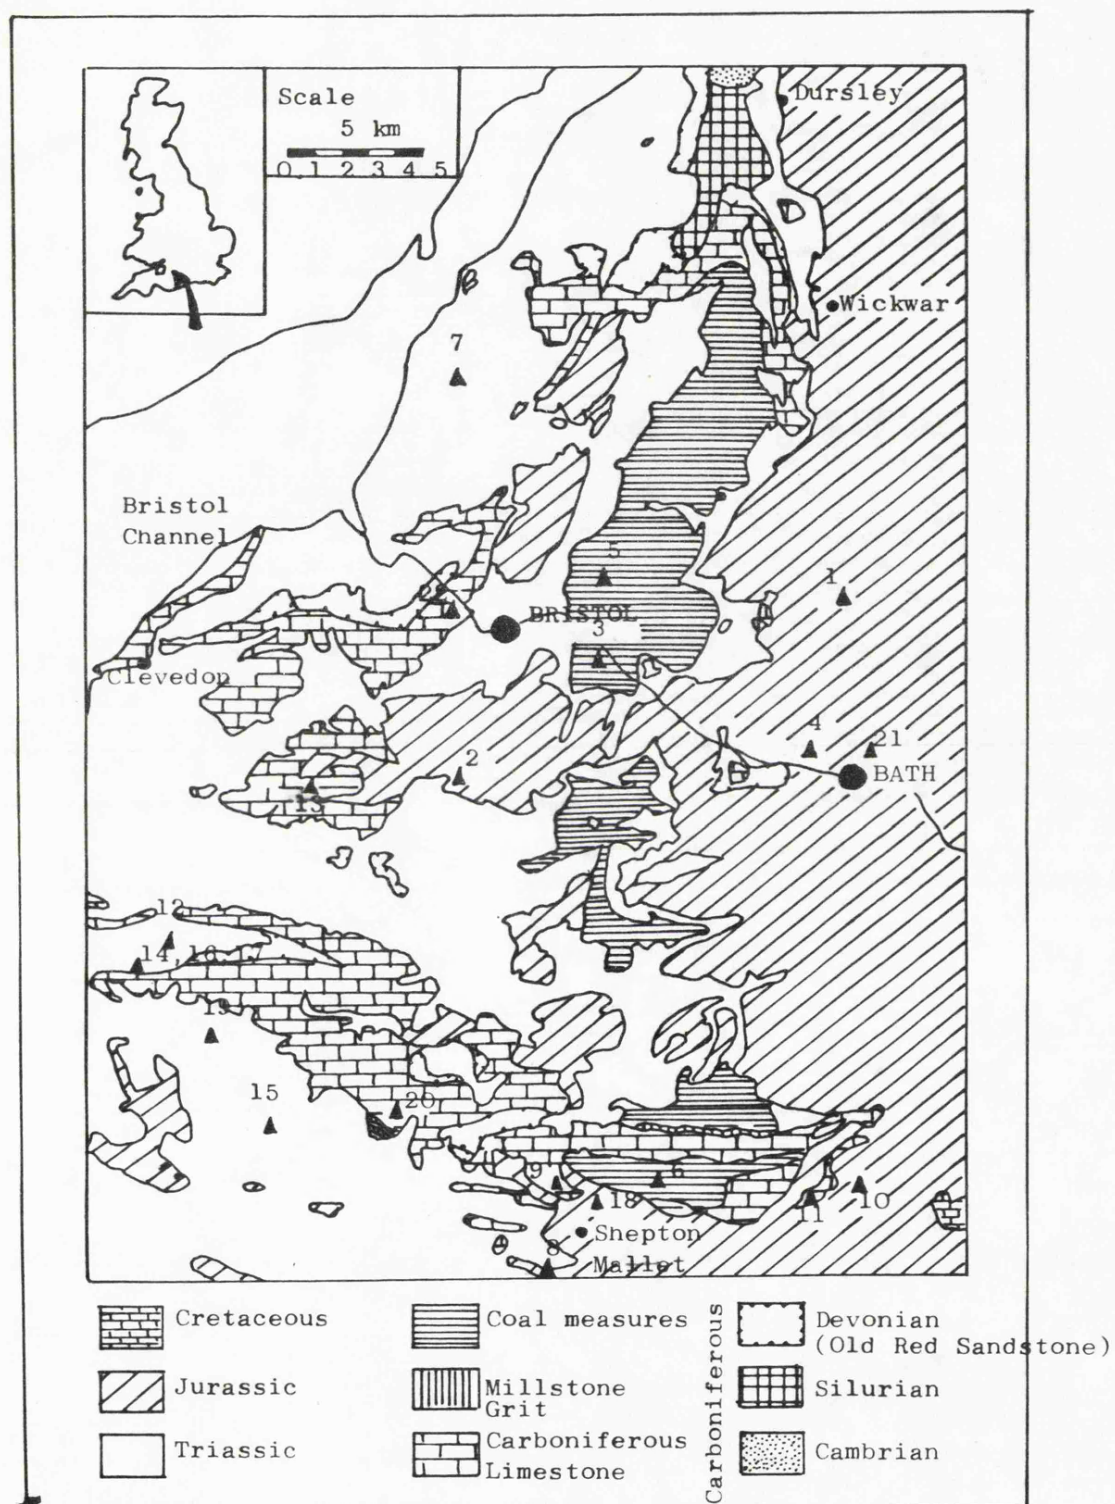 Scale
5 km
0 1 2 3 4 5
Dursley
Wickwar
7
Bristol
Channel
5
1
BRISTOL
3
Clevedon
4
21
2
BATH
13
12
14,16,17
19
15
20
9
6
18
10
11
Shepton
8
Mallet
Cretaceous
Jurassic
Triassic
Coal measures
Millstone
Grit
Carboniferous
Limestone
Carboniferous
Devonian
(Old Red Sandstone)
Silurian
Cambrian